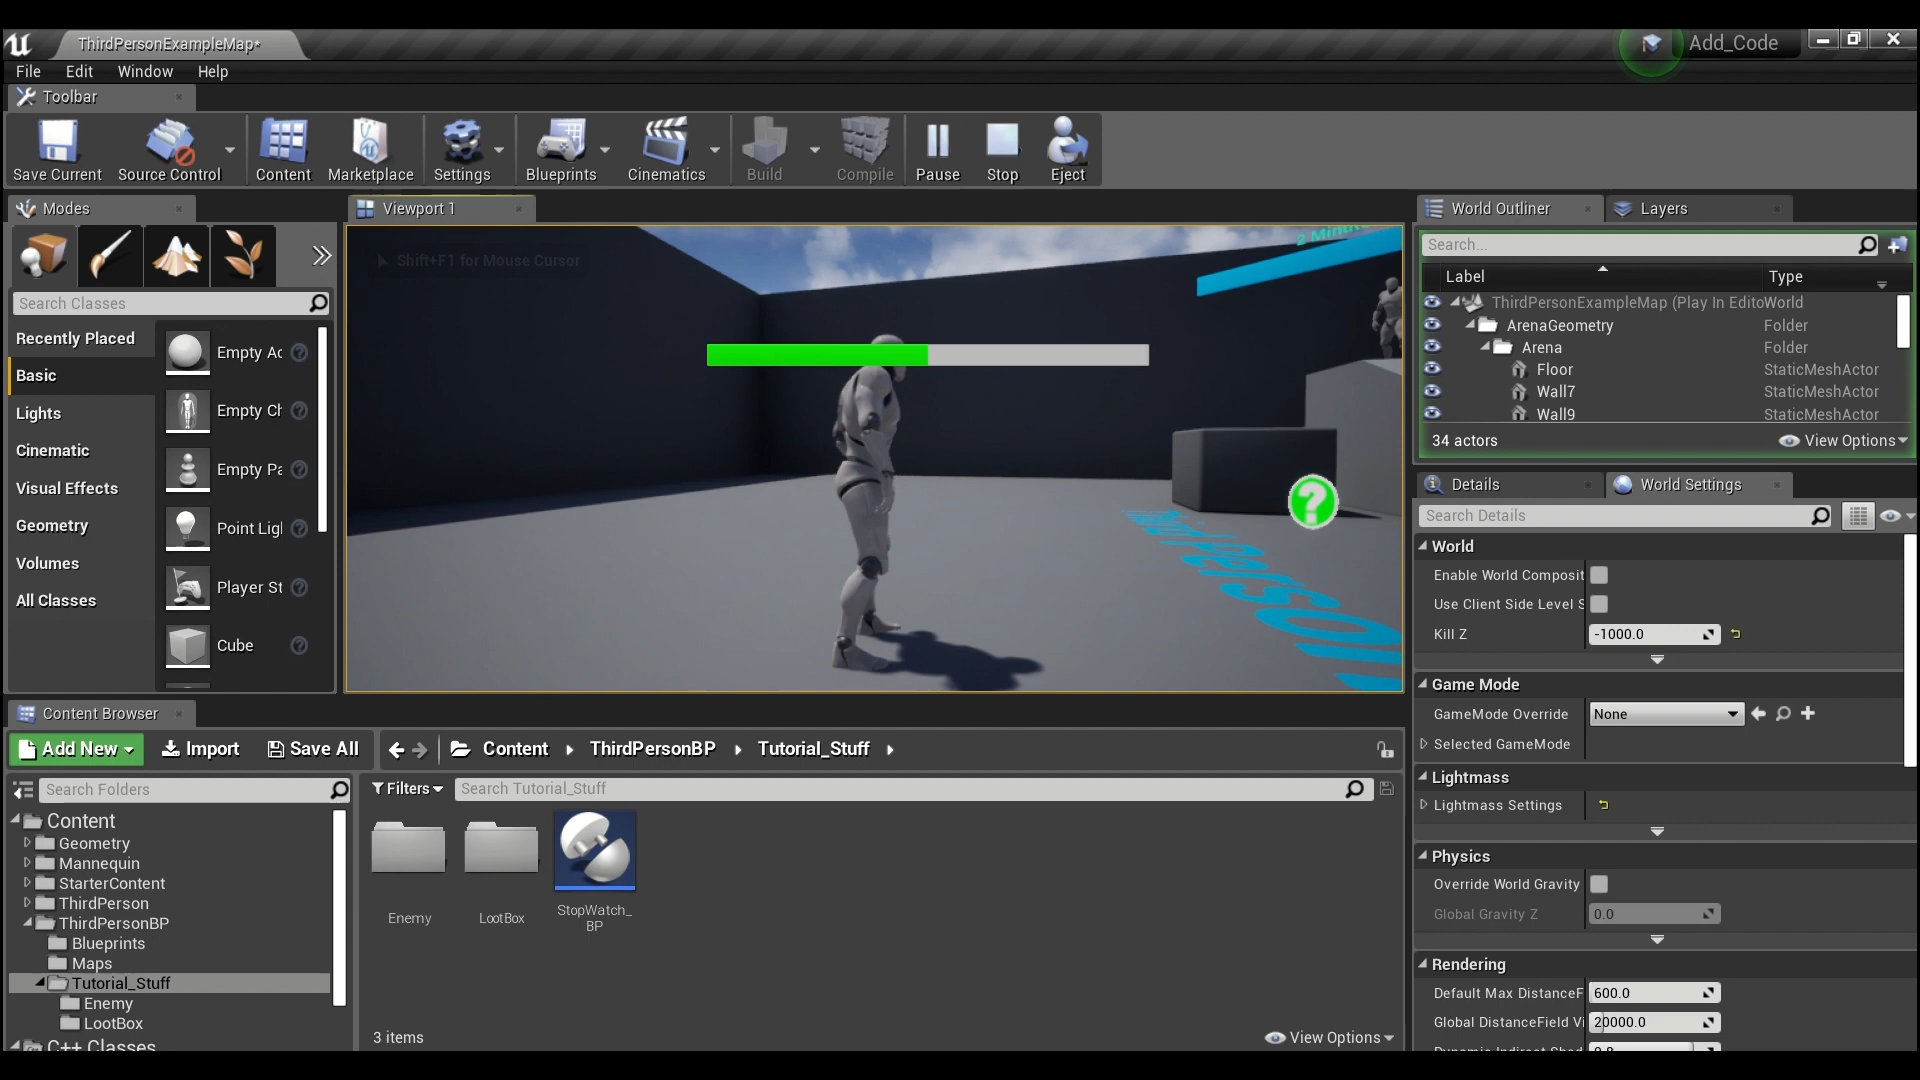 ThirdPersonExampleMap*
Add_Code
File Edit Window Help
Toolbar
Save Current Source Control Content Marketplace Settings Blueprints Cinematics Build Compile Pause Stop Eject
Modes
Viewport 1
World Outliner
Layers
Shift+F1 for Mouse Cursor
2 Minute
Search...
Label Type
Search Classes
ThirdPersonExampleMap (Play In Edito World
Recently Placed
Empty Ac
ArenaGeometry Folder
Arena Folder
Basic
Floor StaticMeshActor
Wall7 StaticMeshActor
Lights
Empty Ch
Wall9 StaticMeshActor
34 actors
View Options
Cinematic
Empty Pa
Visual Effects
Details
World Settings
Search Details
Geometry
Point Ligl
World
Volumes
Enable World Composit
Player St
All Classes
Use Client Side Level S
Kill Z -1000.0
Cube
?
Game Mode
GameMode Override None
Selected GameMode
Content Browser
Add New Import Save All Content ThirdPersonBP Tutorial_Stuff
Lightmass
Lightmass Settings
Search Folders
Filters
Search Tutorial_Stuff
Content
Geometry
Mannequin
StarterContent
ThirdPerson
ThirdPersonBP
Blueprints
Maps
Tutorial_Stuff
Enemy
LootBox
C++ Classes
Enemy
LootBox
StopWatch_
BP
3 items
View Options
Physics
Override World Gravity
Global Gravity Z 0.0
Rendering
Default Max DistanceF 600.0
Global DistanceField Vi 20000.0